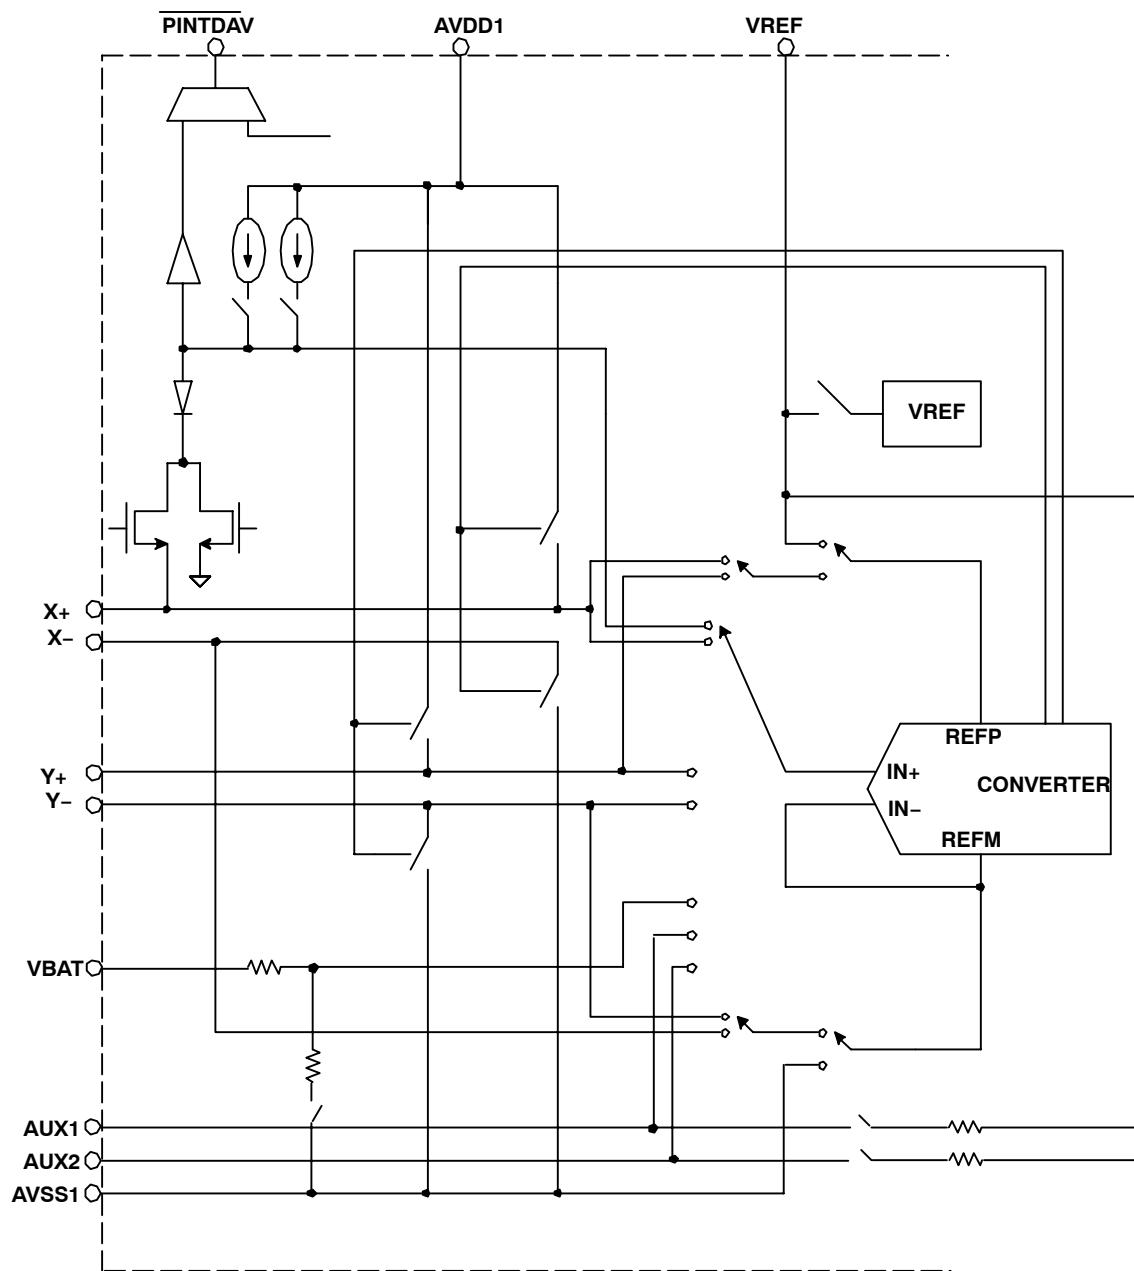 PINTDAV
AVDD1
VREF
VREF
X+
X−
REFP
Y+
IN+
CONVERTER
Y−
IN−
REFM
VBAT
AUX1
AUX2
AVSS1